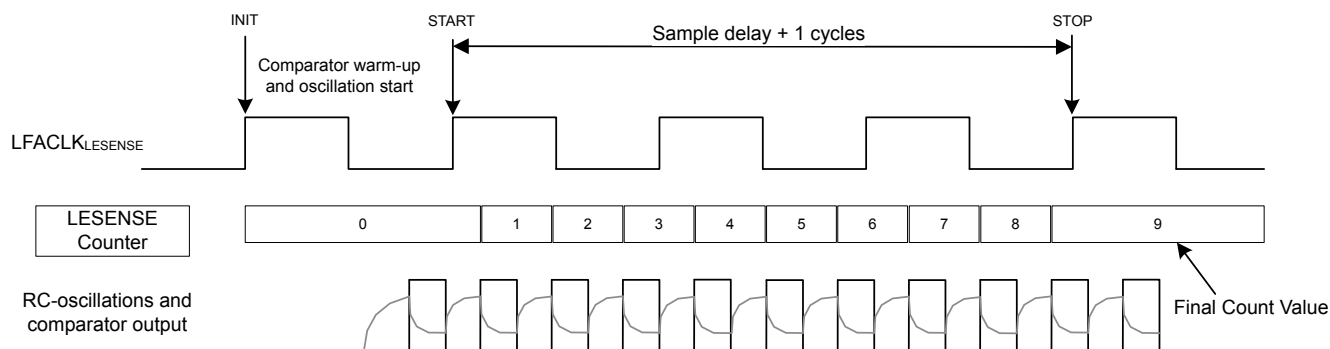 INIT
START
STOP
Sample delay + 1 cycles
Comparator warm-up
and oscillation start
LFACLKLESENSE
LESENSE
Counter
0 1 2 3 4 5 6 7 8 9
RC-oscillations and
comparator output
Final Count Value